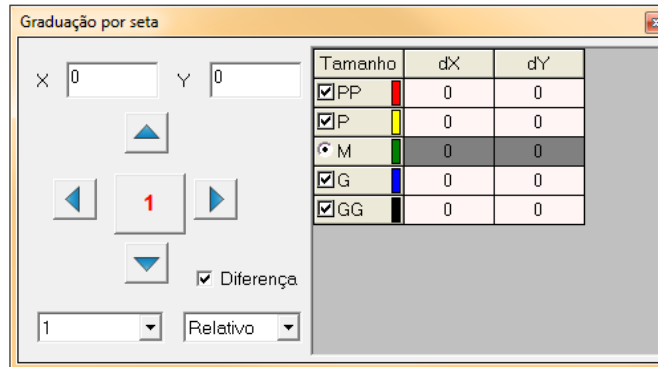 Graduação por seta
X 0 Y 0
1
Diferença
1 Relativo
Tamanho dX dY
PP 0 0
P 0 0
M 0 0
G 0 0
GG 0 0